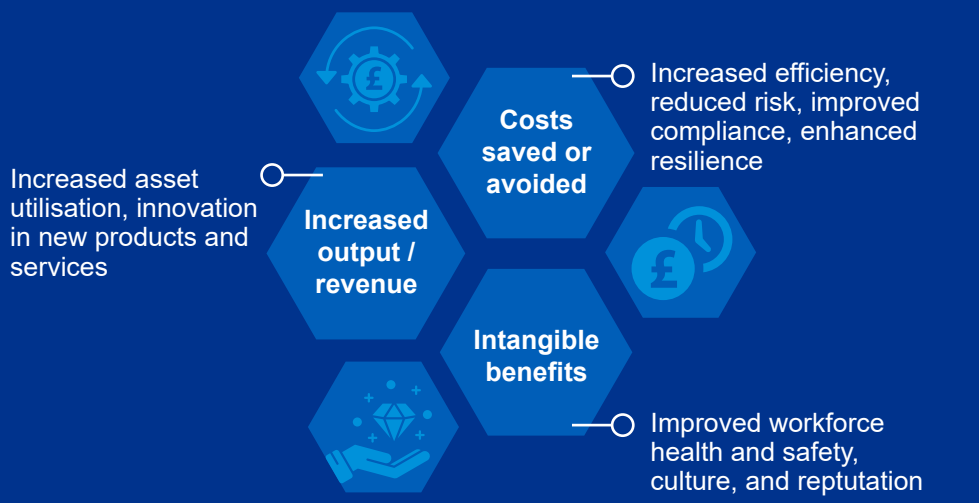 Costs
saved or
avoided
Increased efficiency,
reduced risk, improved
compliance, enhanced
resilience
Increased asset
utilisation, innovation
in new products and
services
Increased
output /
revenue
£
£
Intangible
benefits
Improved workforce
health and safety,
culture, and reptutation